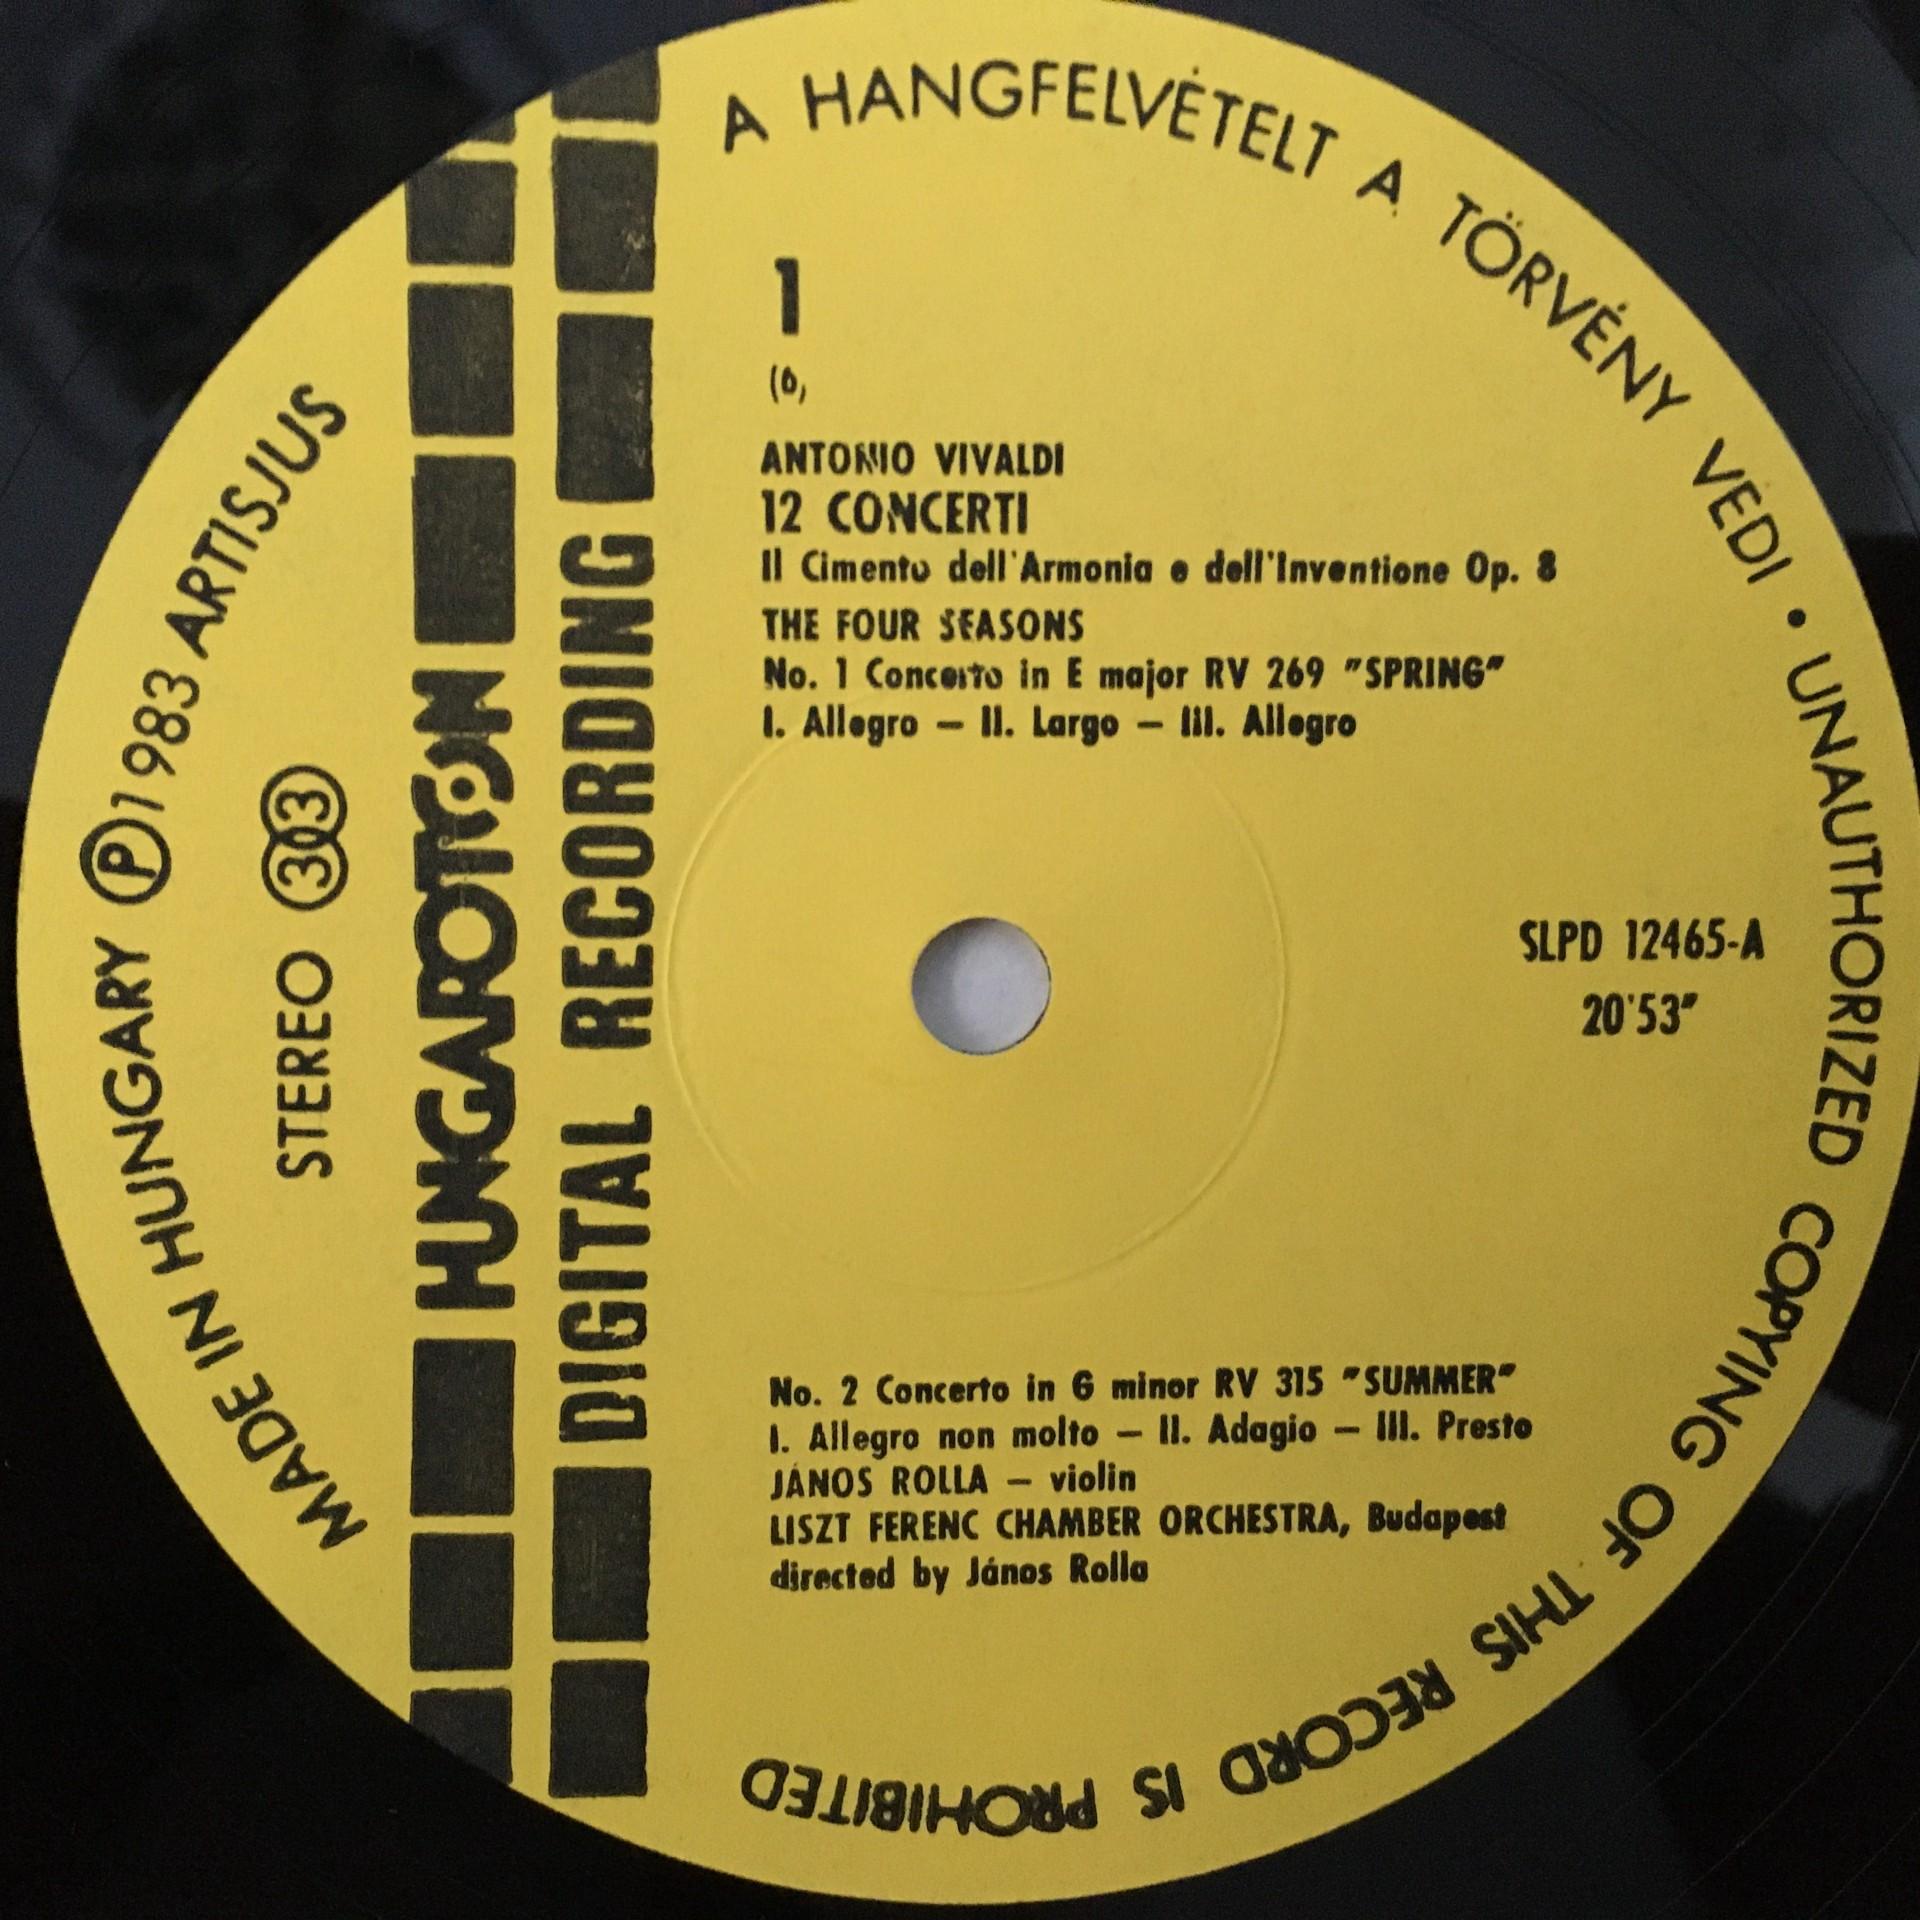 A HANGFELVÉTELT A TÖRVÉNY VÉDI • UNAUTHORIZED COPYING OF THIS RECORD IS PROHIBITED
MADE IN HUNGARY Ⓟ 1983 ARTISJUS
STEREO 33
HUNGAROTON
DIGITAL RECORDING
1
(6)
ANTONIO VIVALDI
12 CONCERTI
Il Cimento dell'Armonia e dell'Inventione Op. 8
THE FOUR SEASONS
No. 1 Concerto in E major RV 269 "SPRING"
I. Allegro – II. Largo – III. Allegro
SLPD 12465-A
20'53"
No. 2 Concerto in G minor RV 315 "SUMMER"
I. Allegro non molto – II. Adagio – III. Presto
JÁNOS ROLLA – violin
LISZT FERENC CHAMBER ORCHESTRA, Budapest
directed by János Rolla